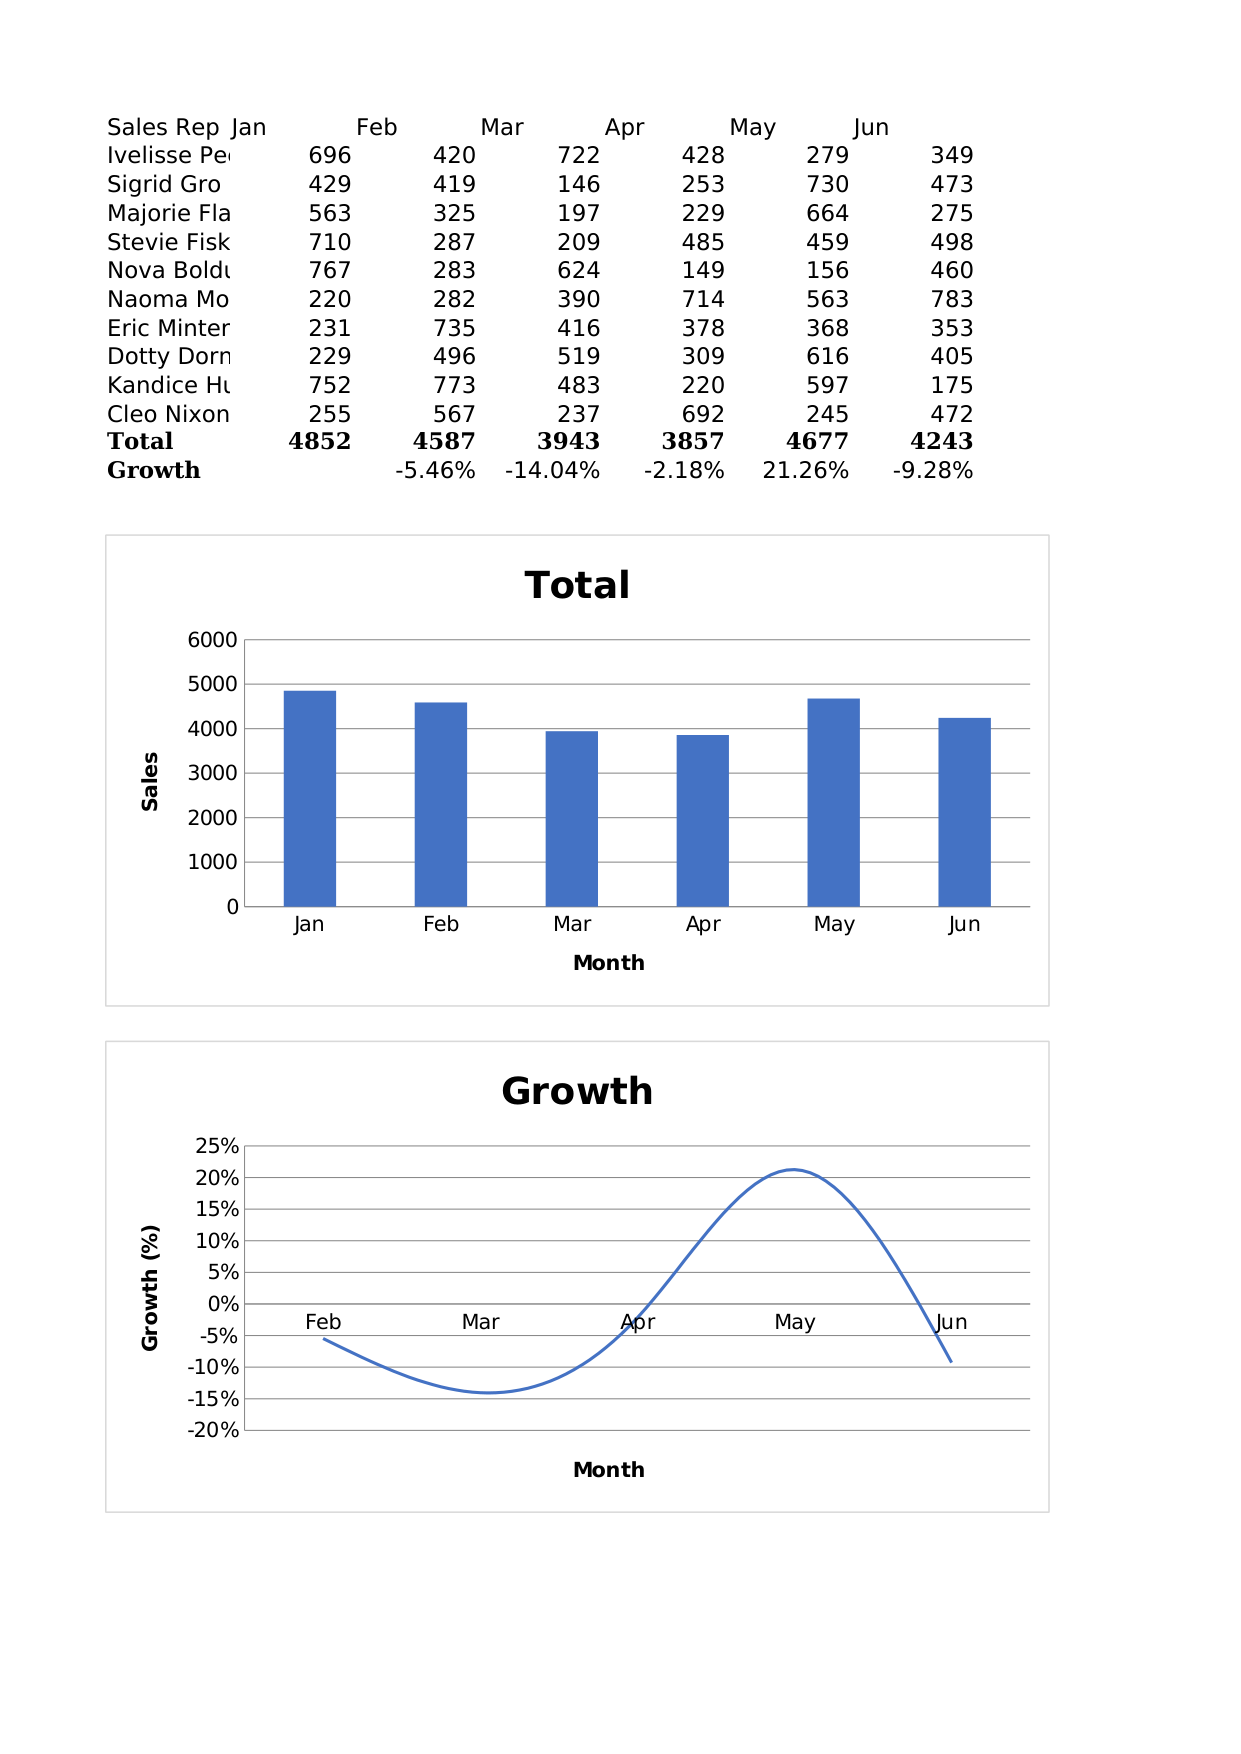 Sales Rep Jan Feb Mar Apr May Jun
Ivelisse 696 420 722 428 279 349
Sigrid Gro 429 419 146 253 730 473
Majorie Fla 563 325 197 229 664 275
Stevie Fisk 710 287 209 485 459 498
Nova 767 283 624 149 156 460
Naoma Mo 220 282 390 714 563 783
Eric Minter 231 735 416 378 368 353
Dotty Dorn 229 496 519 309 616 405
Kandice 752 773 483 220 597 175
Cleo Nixon 255 567 237 692 245 472
Total 4852 4587 3943 3857 4677 4243
Growth -5.46% -14.04% -2.18% 21.26% -9.28%
Total
6000
5000
4000
3000
2000
1000
0
Sales
Jan Feb Mar Apr May Jun
Month
Growth
25%
20%
15%
10%
5%
0%
Feb Mar Apr May Jun
-5%
-10%
-15%
-20%
Growth (%)
Month